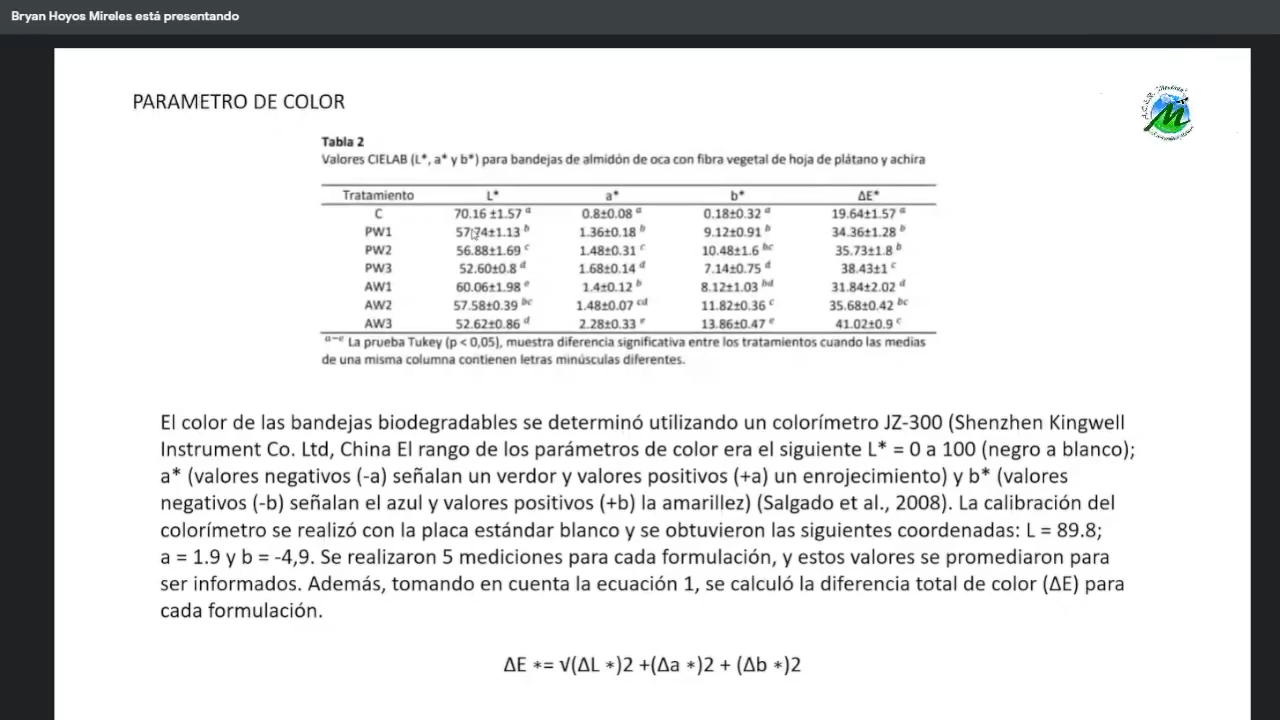 Bryan Hoyos Mireles está presentando
PARAMETRO DE COLOR
Tabla 2
Valores CIELAB (L*, a* y b*) para bandejas de almidón de oca con fibra vegetal de hoja de plátano y achira
Tratamiento L* a* b* ΔE*
C 70.16 ±1.57 a 0.8±0.08 a 0.18±0.32 a 19.64±1.57 a
PW1 57.74±1.13 b 1.36±0.18 b 9.12±0.91 b 34.36±1.28 b
PW2 56.88±1.69 c 1.48±0.31 c 10.48±1.6 bc 35.73±1.8 b
PW3 52.60±0.8 d 1.68±0.14 d 7.14±0.75 d 38.43±1 c
AW1 60.06±1.98 e 1.4±0.12 b 8.12±1.03 bd 31.84±2.02 d
AW2 57.58±0.39 bc 1.48±0.07 cd 11.82±0.36 c 35.68±0.42 bc
AW3 52.62±0.86 d 2.28±0.33 e 13.86±0.47 e 41.02±0.9 c
a−e La prueba Tukey (p < 0,05), muestra diferencia significativa entre los tratamientos cuando las medias
de una misma columna contienen letras minúsculas diferentes.
El color de las bandejas biodegradables se determinó utilizando un colorímetro JZ-300 (Shenzhen Kingwell
Instrument Co. Ltd, China El rango de los parámetros de color era el siguiente L* = 0 a 100 (negro a blanco);
a* (valores negativos (-a) señalan un verdor y valores positivos (+a) un enrojecimiento) y b* (valores
negativos (-b) señalan el azul y valores positivos (+b) la amarillez) (Salgado et al., 2008). La calibración del
colorímetro se realizó con la placa estándar blanco y se obtuvieron las siguientes coordenadas: L = 89.8;
a = 1.9 y b = -4,9. Se realizaron 5 mediciones para cada formulación, y estos valores se promediaron para
ser informados. Además, tomando en cuenta la ecuación 1, se calculó la diferencia total de color (ΔE) para
cada formulación.
ΔE ∗= √(ΔL ∗)2 +(Δa ∗)2 + (Δb ∗)2